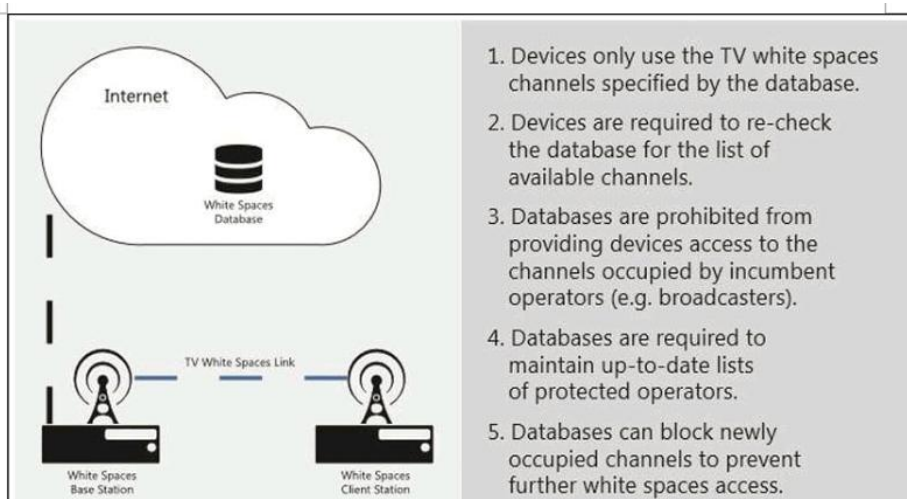 Internet
White Spaces
Database
TV White Spaces Link
White Spaces
Base Station
White Spaces
Client Station
1. Devices only use the TV white spaces
channels specified by the database.
2. Devices are required to re-check
the database for the list of
available channels.
3. Databases are prohibited from
providing devices access to the
channels occupied by incumbent
operators (e.g. broadcasters).
4. Databases are required to
maintain up-to-date lists
of protected operators.
5. Databases can block newly
occupied channels to prevent
further white spaces access.